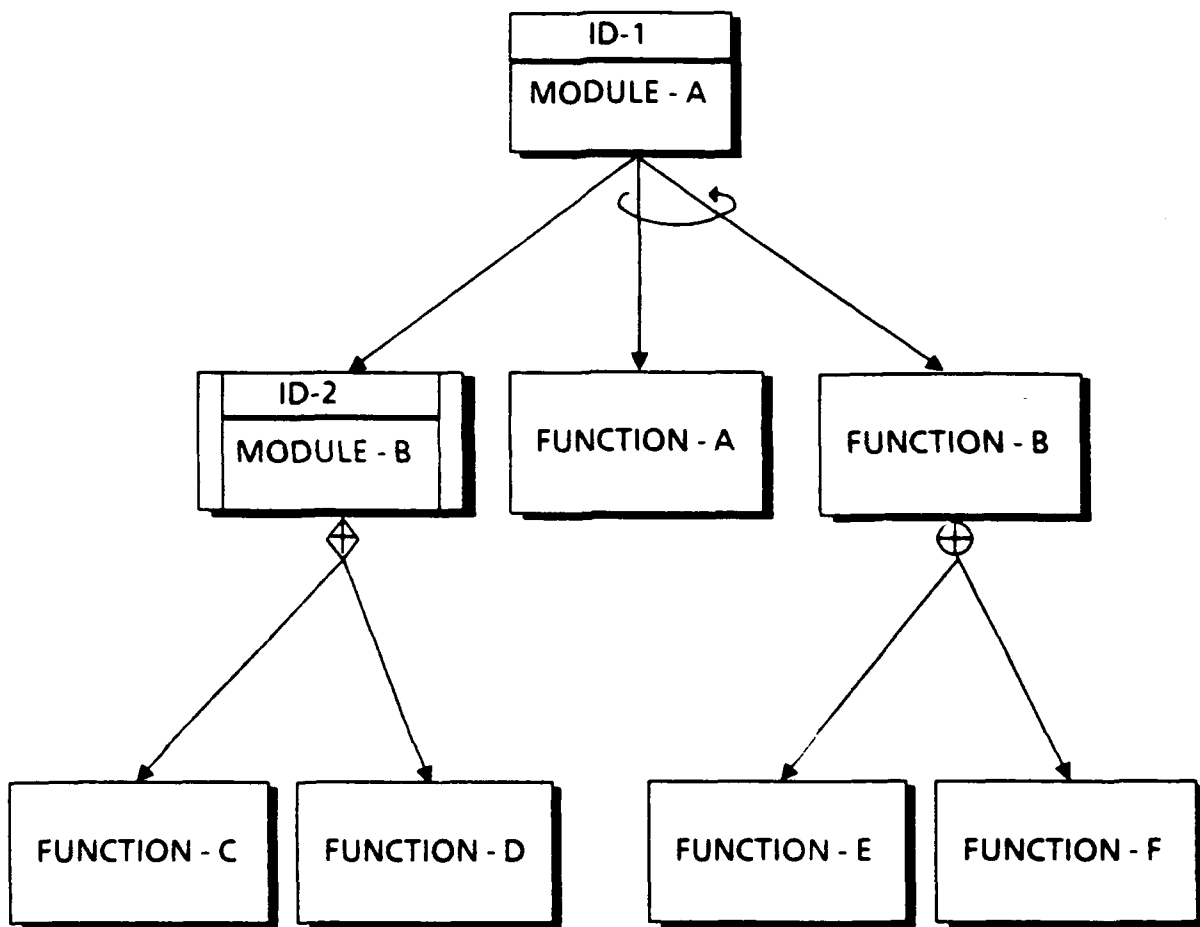 ID-1
MODULE - A
ID-2
MODULE - B
FUNCTION - A
FUNCTION - B
FUNCTION - C
FUNCTION - D
FUNCTION - E
FUNCTION - F